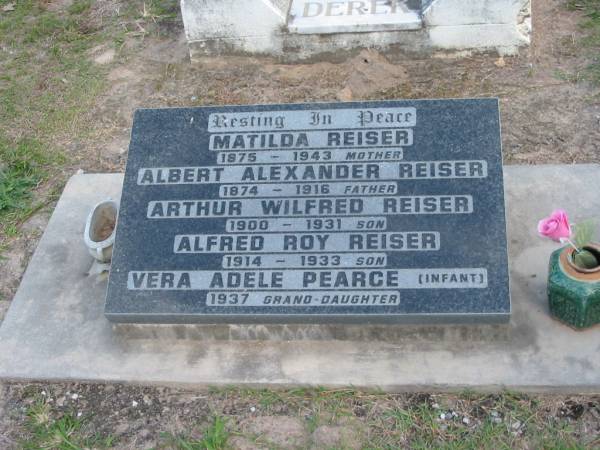 DEREK
Resting In Peace
MATILDA REISER
1875 - 1943 MOTHER
ALBERT ALEXANDER REISER
1874 - 1916 FATHER
ARTHUR WILFRED REISER
1900 - 1931 SON
ALFRED ROY REISER
1914 - 1933 SON
VERA ADELE PEARCE (INFANT)
1937 GRAND-DAUGHTER